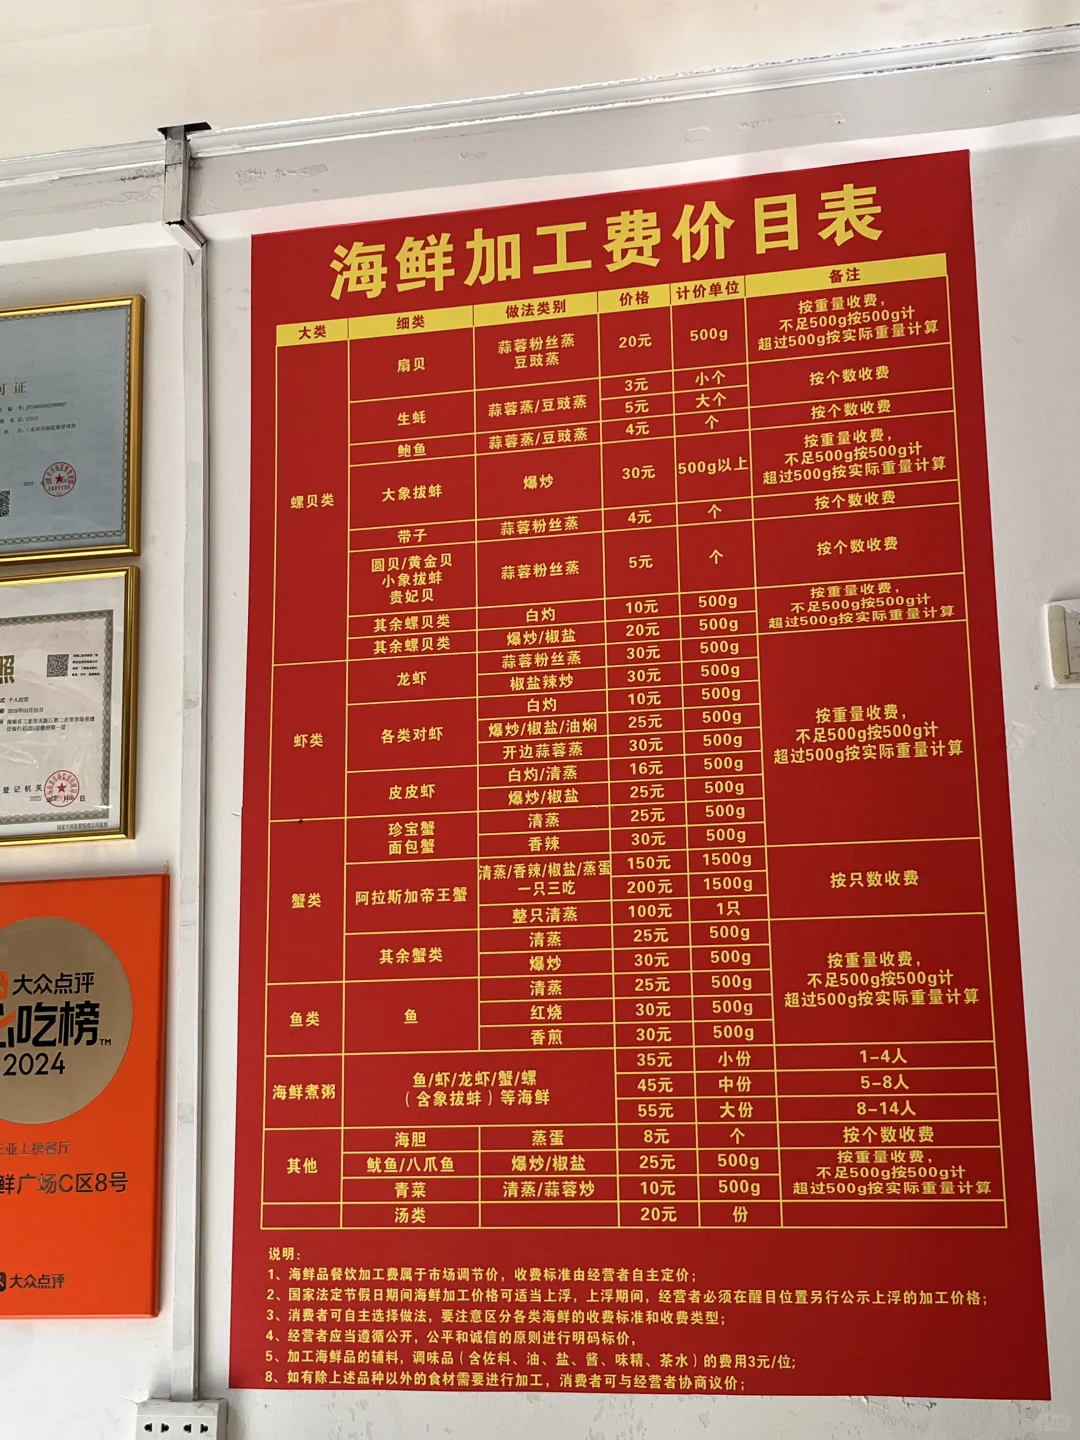 海鲜加工费价目表
大类 细类 做法类别 价格 计价单位 备注
螺贝类
扇贝 蒜蓉粉丝蒸 豆豉蒸 20元 500g 按重量收费，
不足500g按500g计
超过500g按实际重量计算
生蚝 蒜蓉蒸/豆豉蒸 3元 小个 按个数收费
5元 大个
鲍鱼 蒜蓉蒸/豆豉蒸 4元 个 按个数收费
大象拔蚌 爆炒 30元 500g以上 按重量收费，
不足500g按500g计
超过500g按实际重量计算
带子 蒜蓉粉丝蒸 4元 个 按个数收费
圆贝/黄金贝
小象拔蚌
贵妃贝
蒜蓉粉丝蒸 5元 个 按个数收费
其余螺贝类 白灼 10元 500g 按重量收费，
不足500g按500g计
其余螺贝类 爆炒/椒盐 20元 500g 超过500g按实际重量计算
虾类
龙虾 蒜蓉粉丝蒸 30元 500g
椒盐辣炒 30元 500g
各类对虾 白灼 10元 500g
爆炒/椒盐/油焖 25元 500g
开边蒜蓉蒸 30元 500g
皮皮虾 白灼/清蒸 16元 500g
爆炒/椒盐 25元 500g
按重量收费，
不足500g按500g计
超过500g按实际重量计算
蟹类
珍宝蟹
面包蟹
清蒸 25元 500g
香辣 30元 500g
阿拉斯加帝王蟹 清蒸/香辣/椒盐/蒸蛋
一只三吃
150元 1500g
200元 1500g
整只清蒸 100元 1只
按只数收费
其余蟹类 清蒸 25元 500g
爆炒 30元 500g
鱼类 鱼 清蒸 25元 500g
红烧 30元 500g
香煎 30元 500g
按重量收费，
不足500g按500g计
超过500g按实际重量计算
海鲜煮粥 鱼/虾/龙虾/蟹/螺
（含象拔蚌）等海鲜
35元 小份 1-4人
45元 中份 5-8人
55元 大份 8-14人
其他
海胆 蒸蛋 8元 个 按个数收费
鱿鱼/八爪鱼 爆炒/椒盐 25元 500g 按重量收费，
不足500g按500g计
青菜 清蒸/蒜蓉炒 10元 500g 超过500g按实际重量计算
汤类 20元 份
说明：
1、海鲜品餐饮加工费属于市场调节价，收费标准由经营者自主定价；
2、国家法定节假日期间海鲜加工价格可适当上浮，上浮期间，经营者必须在醒目位置另行公示上浮的加工价格；
3、消费者可自主选择做法，要注意区分各类海鲜的收费标准和收费类型；
4、经营者应当遵循公开，公平和诚信的原则进行明码标价，
5、加工海鲜品的辅料，调味品（含佐料、油、盐、酱、味精、茶水）的费用3元/位；
8、如有除上述品种以外的食材需要进行加工，消费者可与经营者协商议价；
可证
照
登记机关
大众点评
吃榜
TM
2024
亚上榜餐厅
鲜广场C区8号
大众点评